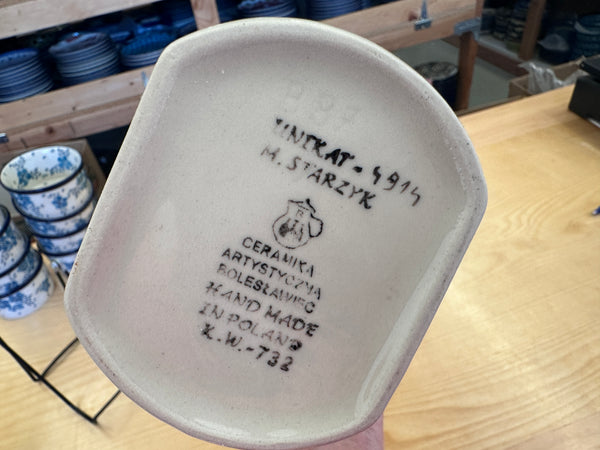 UNIKAT - 4914
M. STARZYK
CERAMIKA
ARTYSTYCZNA
BOLESŁAWIEC
HAND MADE
IN POLAND
K.W.-732